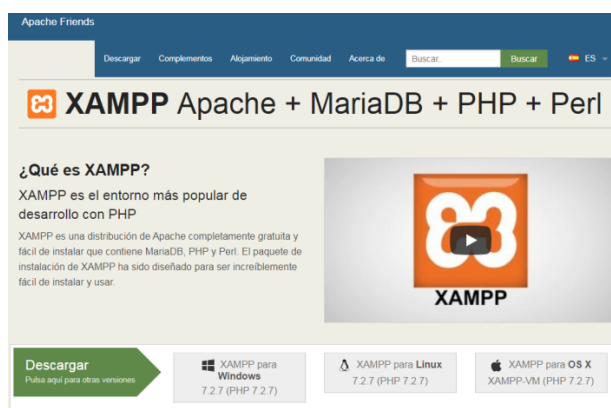 Apache Friends
Descargar Complementos Alojamiento Comunidad Acerca de Buscar. Buscar ES
XAMPP Apache + MariaDB + PHP + Perl
¿Qué es XAMPP?
XAMPP es el entorno más popular de
desarrollo con PHP
XAMPP es una distribución de Apache completamente gratuita y
fácil de instalar que contiene MariaDB, PHP y Perl. El paquete de
instalación de XAMPP ha sido diseñado para ser increíblemente
fácil de instalar y usar.
XAMPP
Descargar
Pulsa aquí para otras versiones
XAMPP para
Windows
7.2.7 (PHP 7.2.7)
XAMPP para Linux
7.2.7 (PHP 7.2.7)
XAMPP para OS X
XAMPP-VM (PHP 7.2.7)